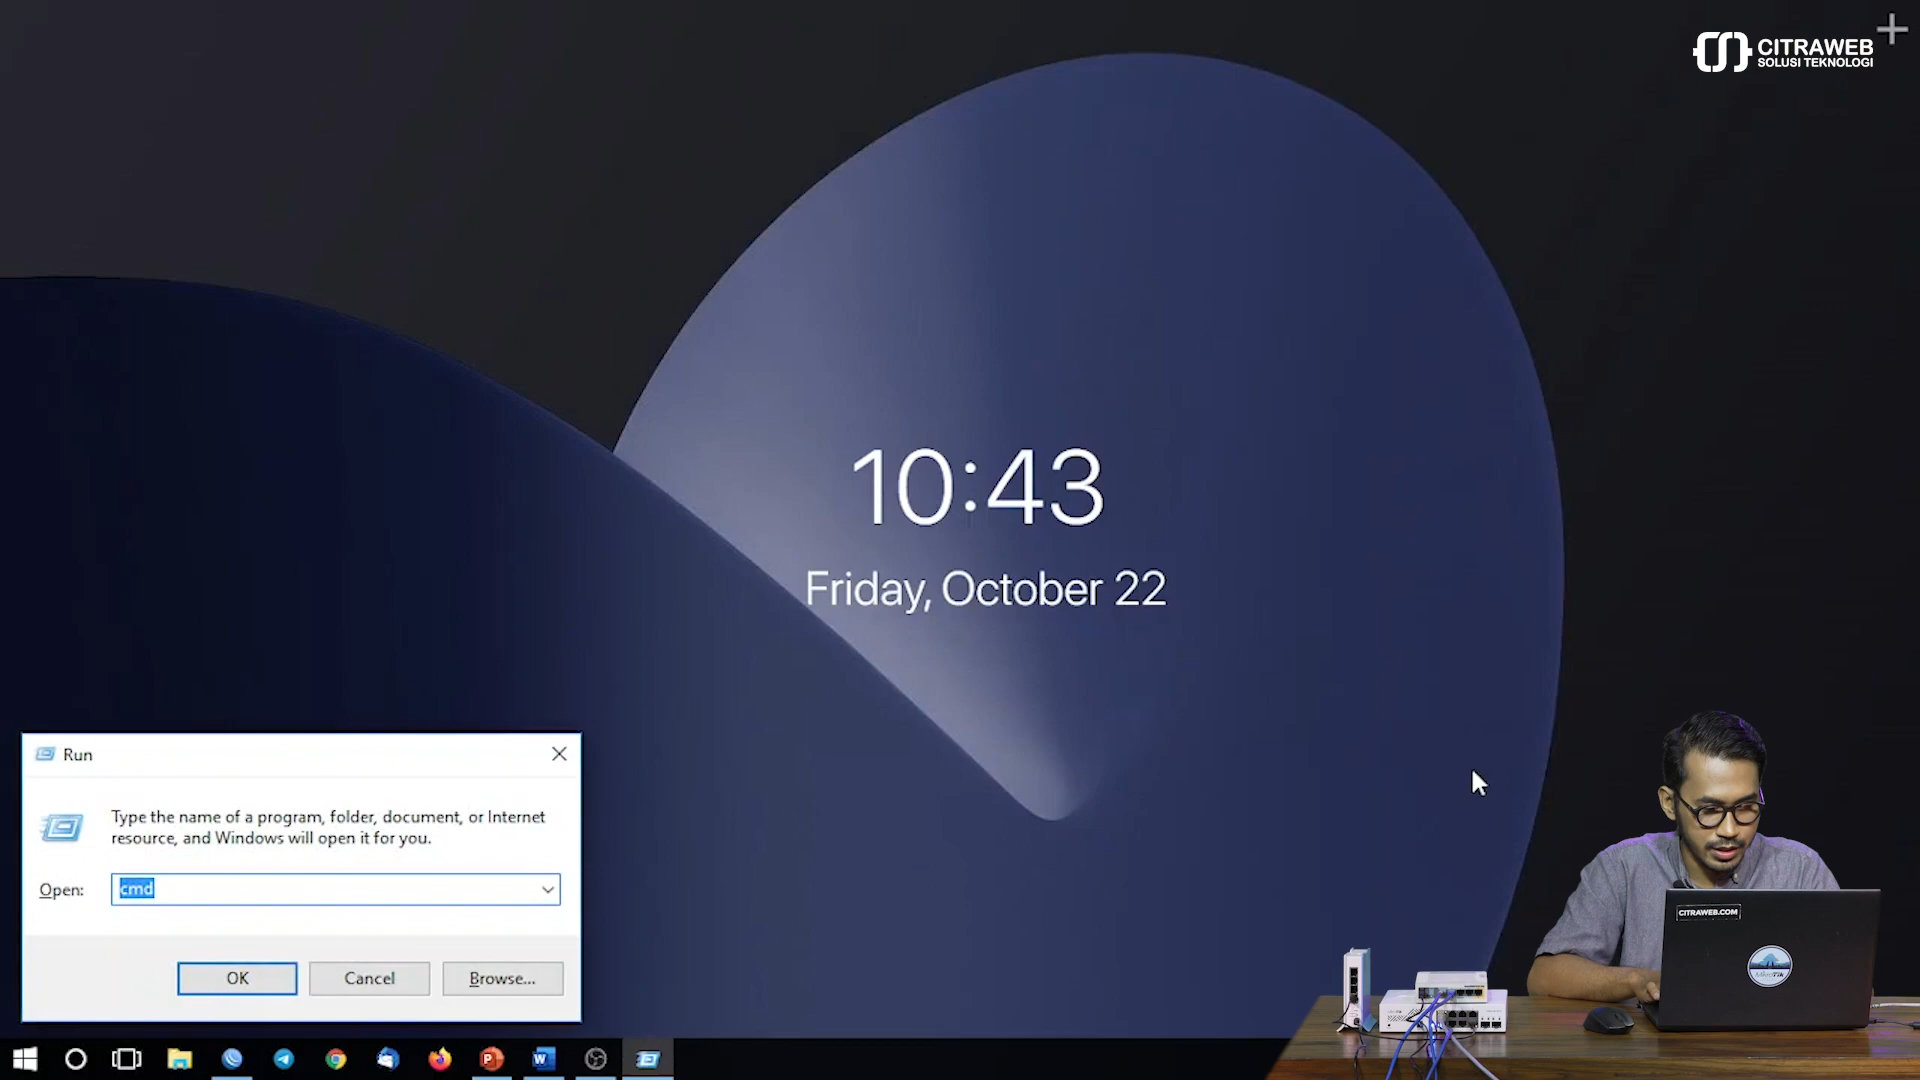 CITRAWEB
SOLUSI TEKNOLOGI
10:43
Friday, October 22
Run
Type the name of a program, folder, document, or Internet
resource, and Windows will open it for you.
Open:
cmd
OK
Cancel
Browse...
CITRAWEB.COM
MikroTik